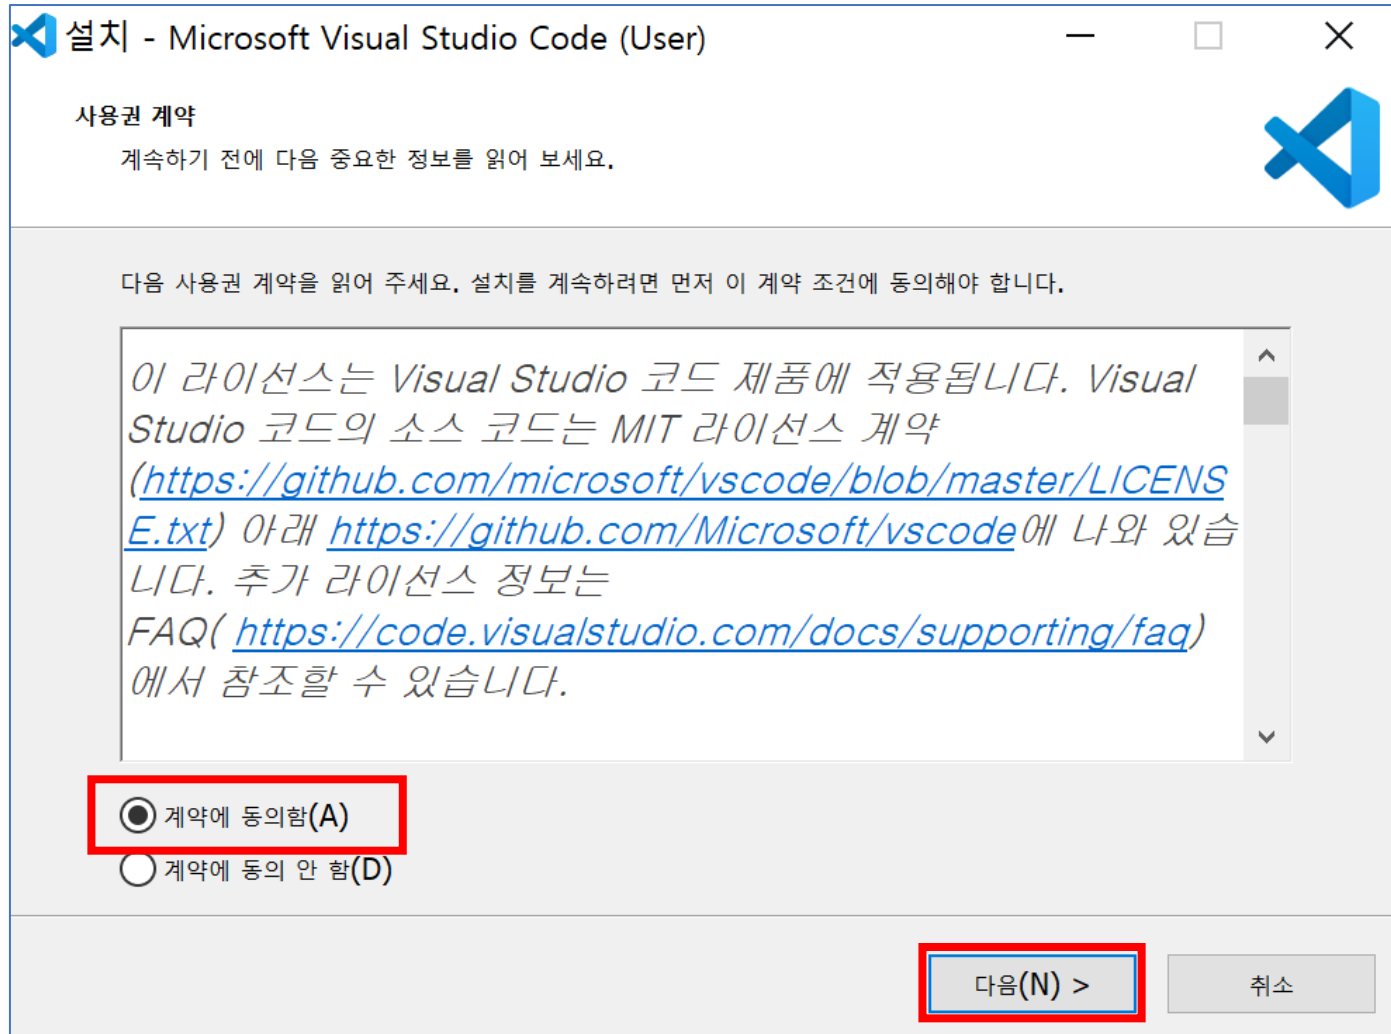 설치 - Microsoft Visual Studio Code (User)
사용권 계약
계속하기 전에 다음 중요한 정보를 읽어 보세요.
다음 사용권 계약을 읽어 주세요. 설치를 계속하려면 먼저 이 계약 조건에 동의해야 합니다.
이 라이선스는 Visual Studio 코드 제품에 적용됩니다. Visual
Studio 코드의 소스 코드는 MIT 라이선스 계약
(https://github.com/microsoft/vscode/blob/master/LICENS
E.txt) 아래 https://github.com/Microsoft/vscode에 나와 있습
니다. 추가 라이선스 정보는
FAQ( https://code.visualstudio.com/docs/supporting/faq)
에서 참조할 수 있습니다.
계약에 동의함(A)
계약에 동의 안 함(D)
다음(N) >
취소